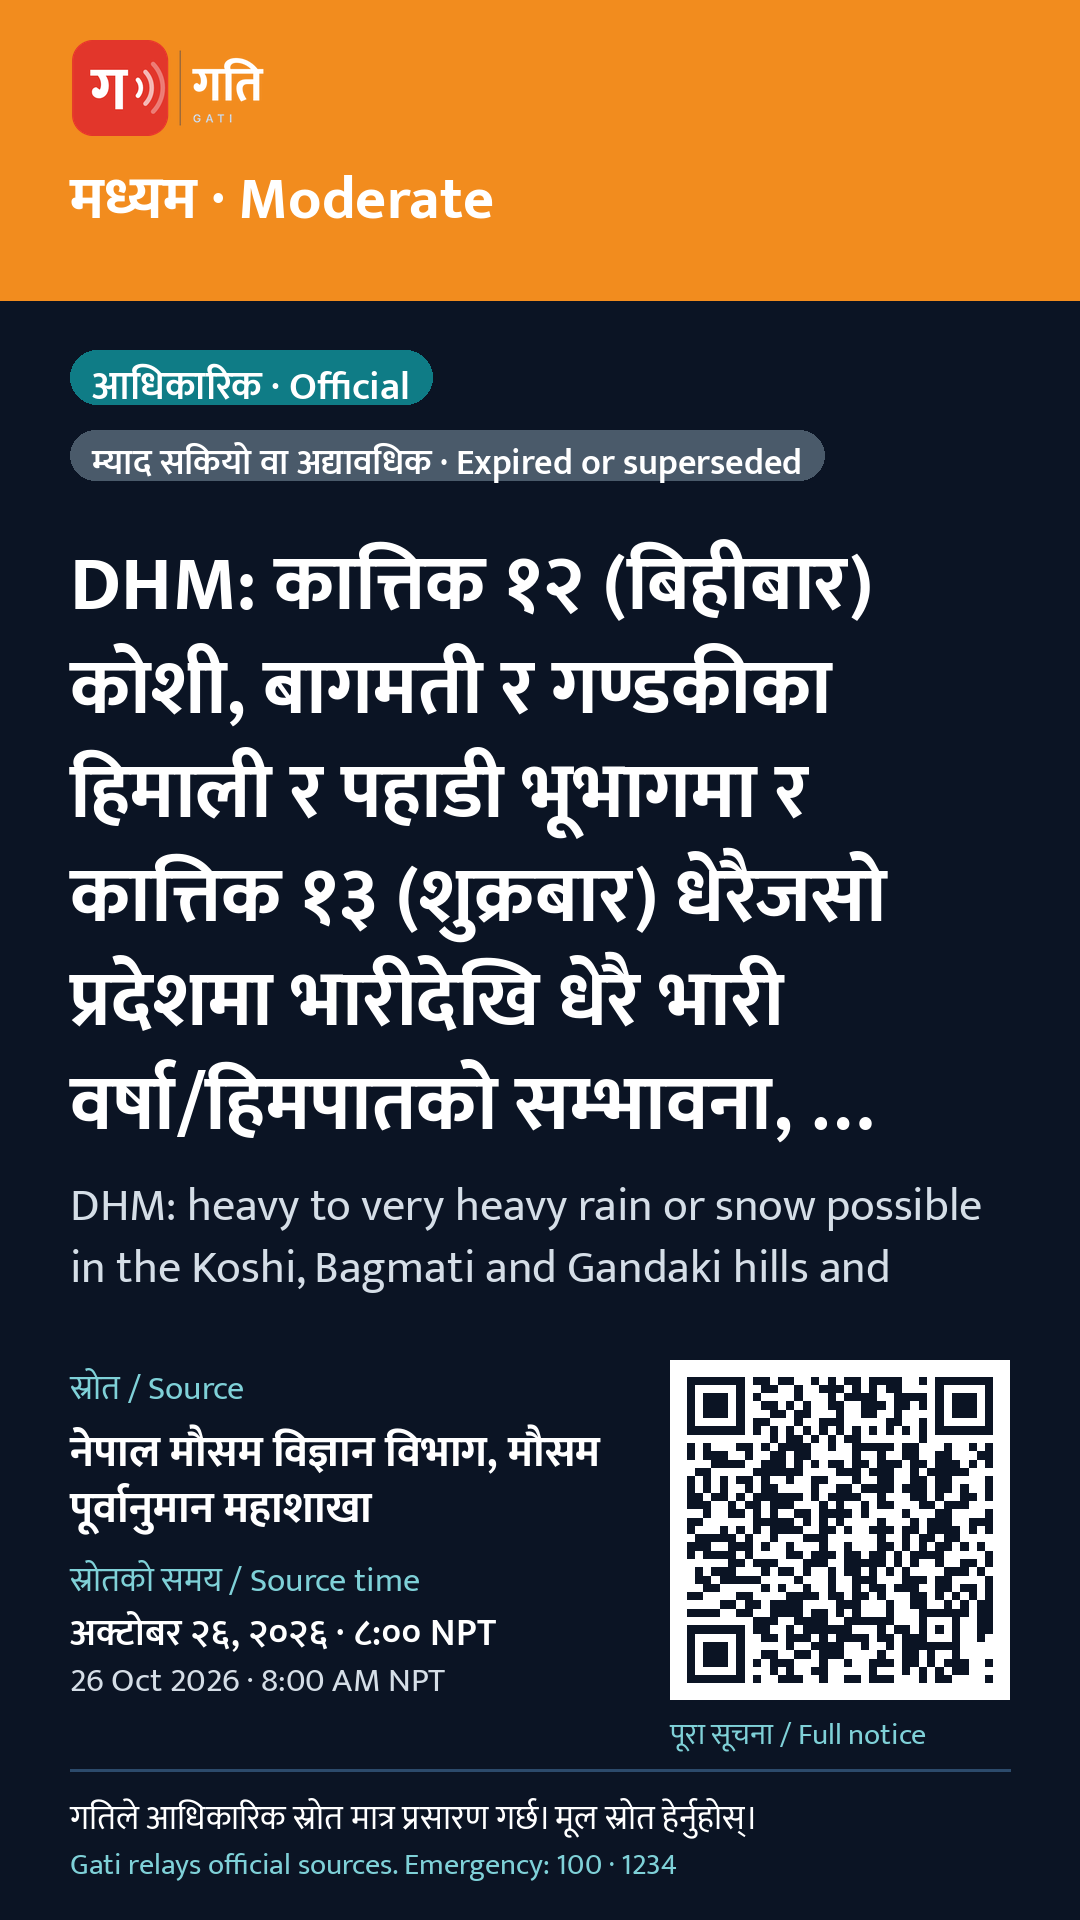 ग
गति
GATI
मध्यम · Moderate
आधिकारिक · Official
म्याद सकियो वा अद्यावधिक · Expired or superseded
DHM: कात्तिक १२ (बिहीबार)
कोशी, बागमती र गण्डकीका
हिमाली र पहाडी भूभागमा र
कात्तिक १३ (शुक्रबार) धेरैजसो
प्रदेशमा भारीदेखि धेरै भारी
वर्षा/हिमपातको सम्भावना, ...
DHM: heavy to very heavy rain or snow possible
in the Koshi, Bagmati and Gandaki hills and
स्रोत / Source
नेपाल मौसम विज्ञान विभाग, मौसम
पूर्वानुमान महाशाखा
स्रोतको समय / Source time
अक्टोबर २६, २०२६ · ८:०० NPT
26 Oct 2026 · 8:00 AM NPT
पूरा सूचना / Full notice
गतिले आधिकारिक स्रोत मात्र प्रसारण गर्छ। मूल स्रोत हेर्नुहोस्।
Gati relays official sources. Emergency: 100 · 1234